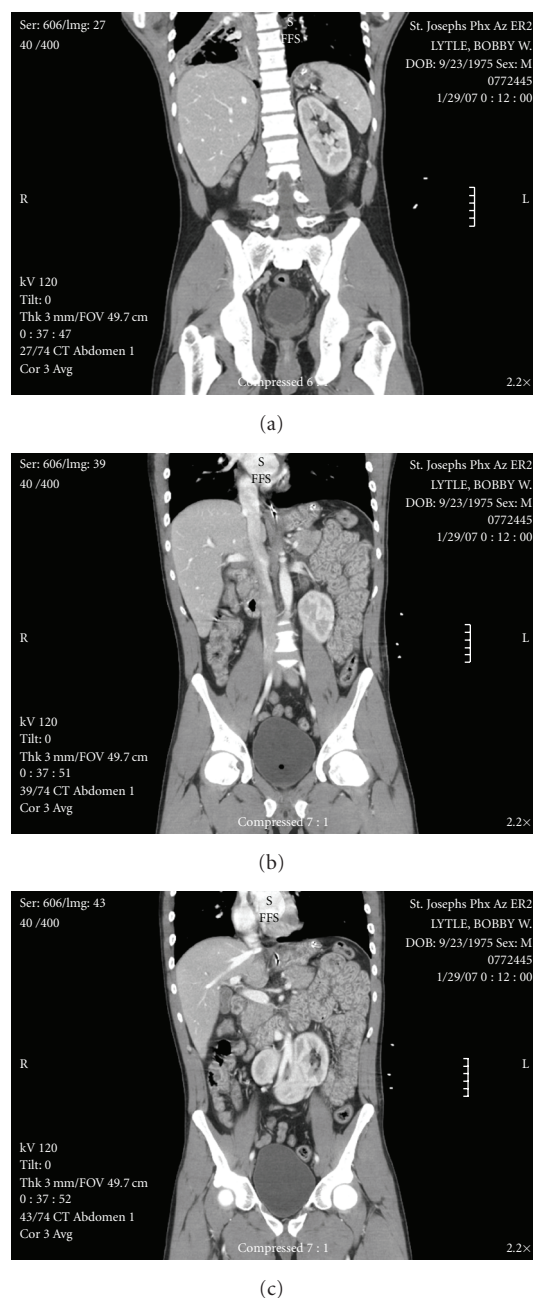 Ser: 606/lmg: 27
40 /400
S
FFS
St. Josephs Phx Az ER2
LYTLE, BOBBY W.
DOB: 9/23/1975 Sex: M
0772445
1/29/07 0 : 12 : 00
R
L
kV 120
Tilt: 0
Thk 3 mm/FOV 49.7 cm
0 : 37 : 47
27/74 CT Abdomen 1
Cor 3 Avg
Compressed 6
2.2×
(a)
Ser: 606/lmg: 39
40 /400
S
FFS
St. Josephs Phx Az ER2
LYTLE, BOBBY W.
DOB: 9/23/1975 Sex: M
0772445
1/29/07 0 : 12 : 00
R
L
kV 120
Tilt: 0
Thk 3 mm/FOV 49.7 cm
0 : 37 : 51
39/74 CT Abdomen 1
Cor 3 Avg
Compressed 7 : 1
2.2×
(b)
Ser: 606/lmg: 43
40 /400
S
FFS
St. Josephs Phx Az ER2
LYTLE, BOBBY W.
DOB: 9/23/1975 Sex: M
0772445
1/29/07 0 : 12 : 00
R
L
kV 120
Tilt: 0
Thk 3 mm/FOV 49.7 cm
0 : 37 : 52
43/74 CT Abdomen 1
Cor 3 Avg
Compressed 7 : 1
2.2×
(c)